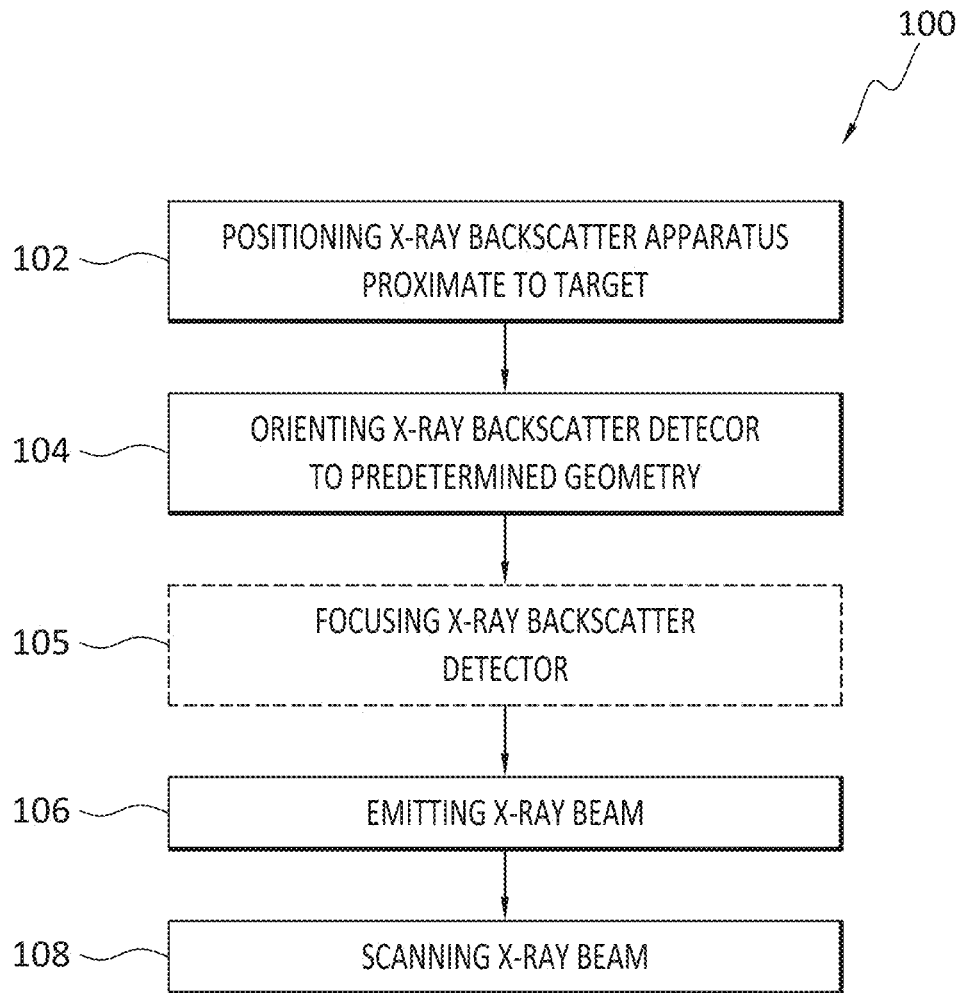 100
102
POSITIONING X-RAY BACKSCATTER APPARATUS
PROXIMATE TO TARGET
104
ORIENTING X-RAY BACKSCATTER DETECOR
TO PREDETERMINED GEOMETRY
105
FOCUSING X-RAY BACKSCATTER
DETECTOR
106
EMITTING X-RAY BEAM
108
SCANNING X-RAY BEAM